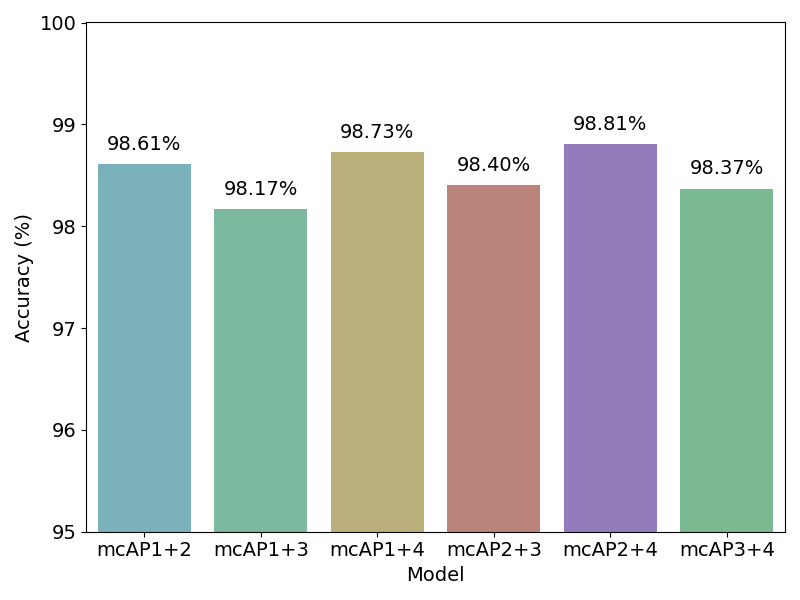 100
99
98
97
96
95
Accuracy (%)
98.61%
98.17%
98.73%
98.40%
98.81%
98.37%
mcAP1+2
mcAP1+3
mcAP1+4
mcAP2+3
mcAP2+4
mcAP3+4
Model